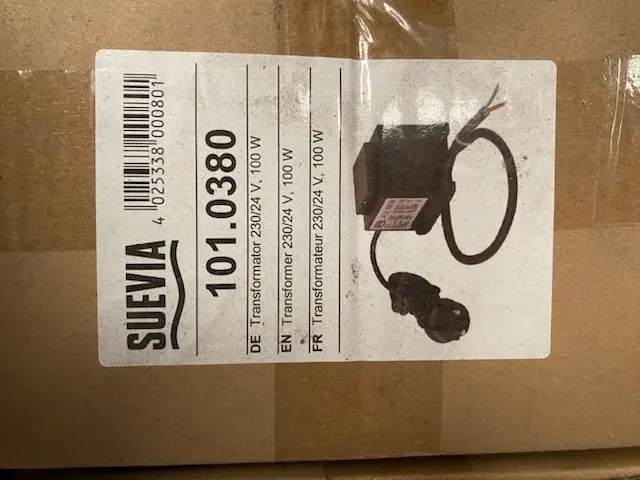 SUEVIA
4 025338 000801
101.0380
DE Transformator 230/24 V, 100 W
EN Transformer 230/24 V, 100 W
FR Transformateur 230/24 V, 100 W